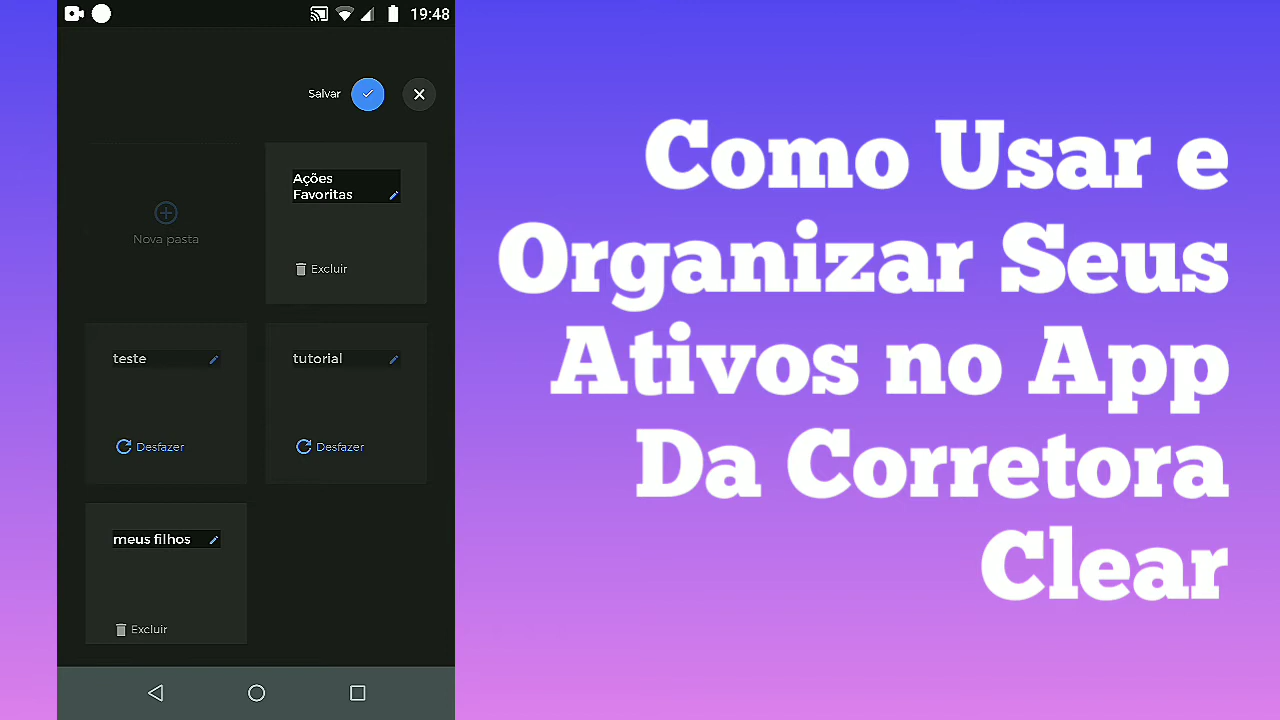 19:48
Salvar
Nova pasta
Ações
Favoritas
Excluir
teste
Desfazer
tutorial
Desfazer
meus filhos
Excluir
Como Usar e
Organizar Seus
Ativos no App
Da Corretora
Clear